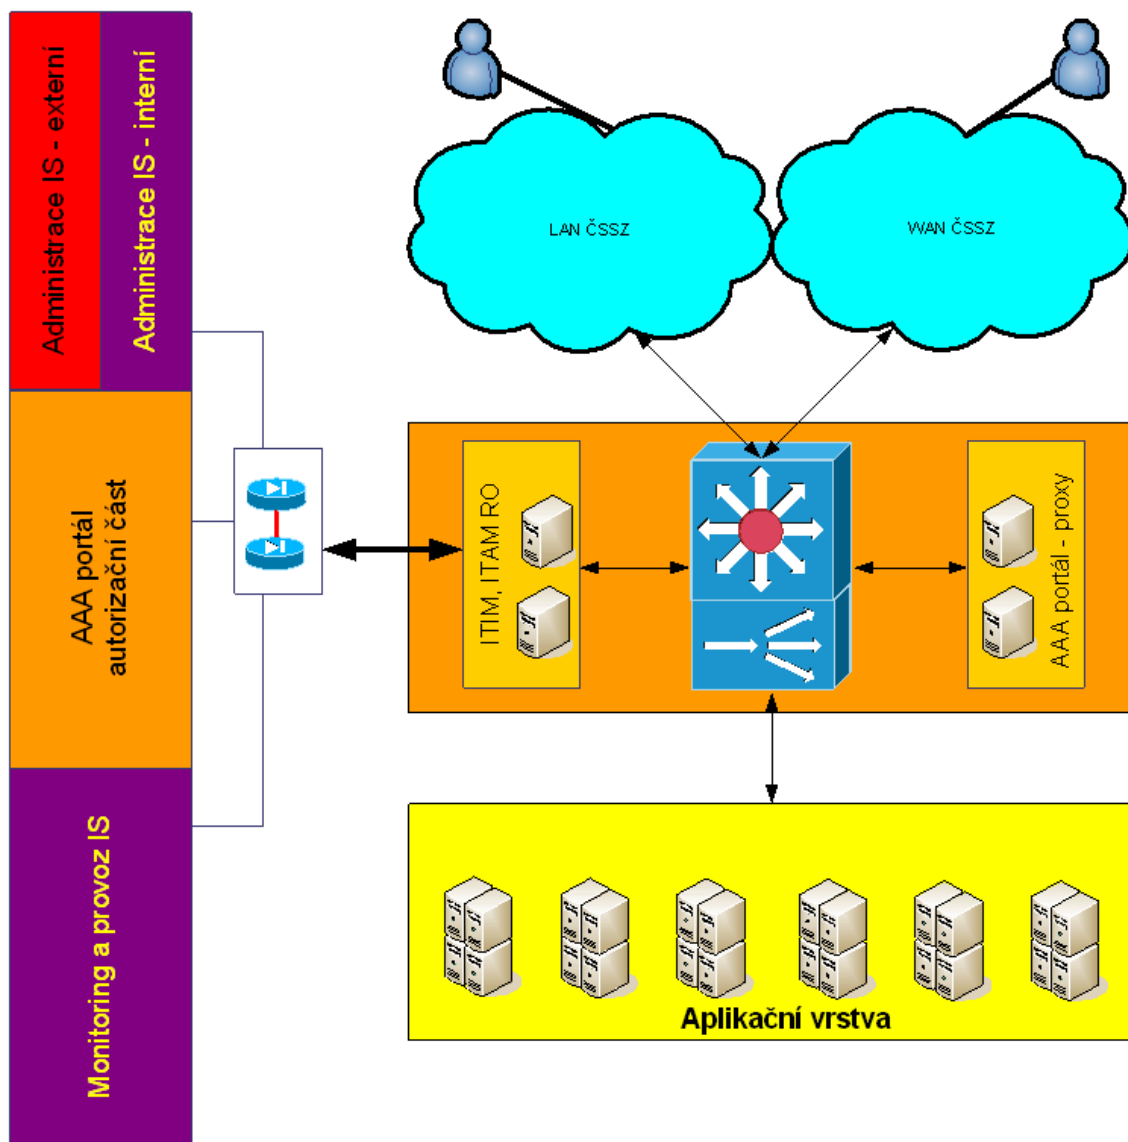 Administrace IS - externí
Administrace IS - interní
LAN ČSSZ
WAN ČSSZ
AAA portál
autorizační část
ITIM, ITAM RO
AAA portál - proxy
Monitoring a provoz IS
Aplikační vrstva